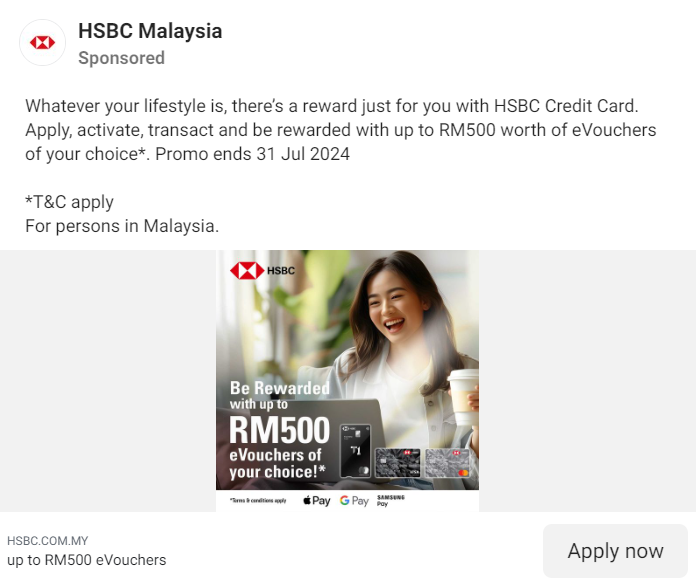 HSBC Malaysia
Sponsored
Whatever your lifestyle is, there's a reward just for you with HSBC Credit Card.
Apply, activate, transact and be rewarded with up to RM500 worth of eVouchers
of your choice*. Promo ends 31 Jul 2024
*T&C apply
For persons in Malaysia.
HSBC
Be Rewarded
with up to
RM500
eVouchers of
your choice!*
*Terms & conditions apply
Pay
G Pay
SAMSUNG
Pay
HSBC.COM.MY
up to RM500 eVouchers
Apply now